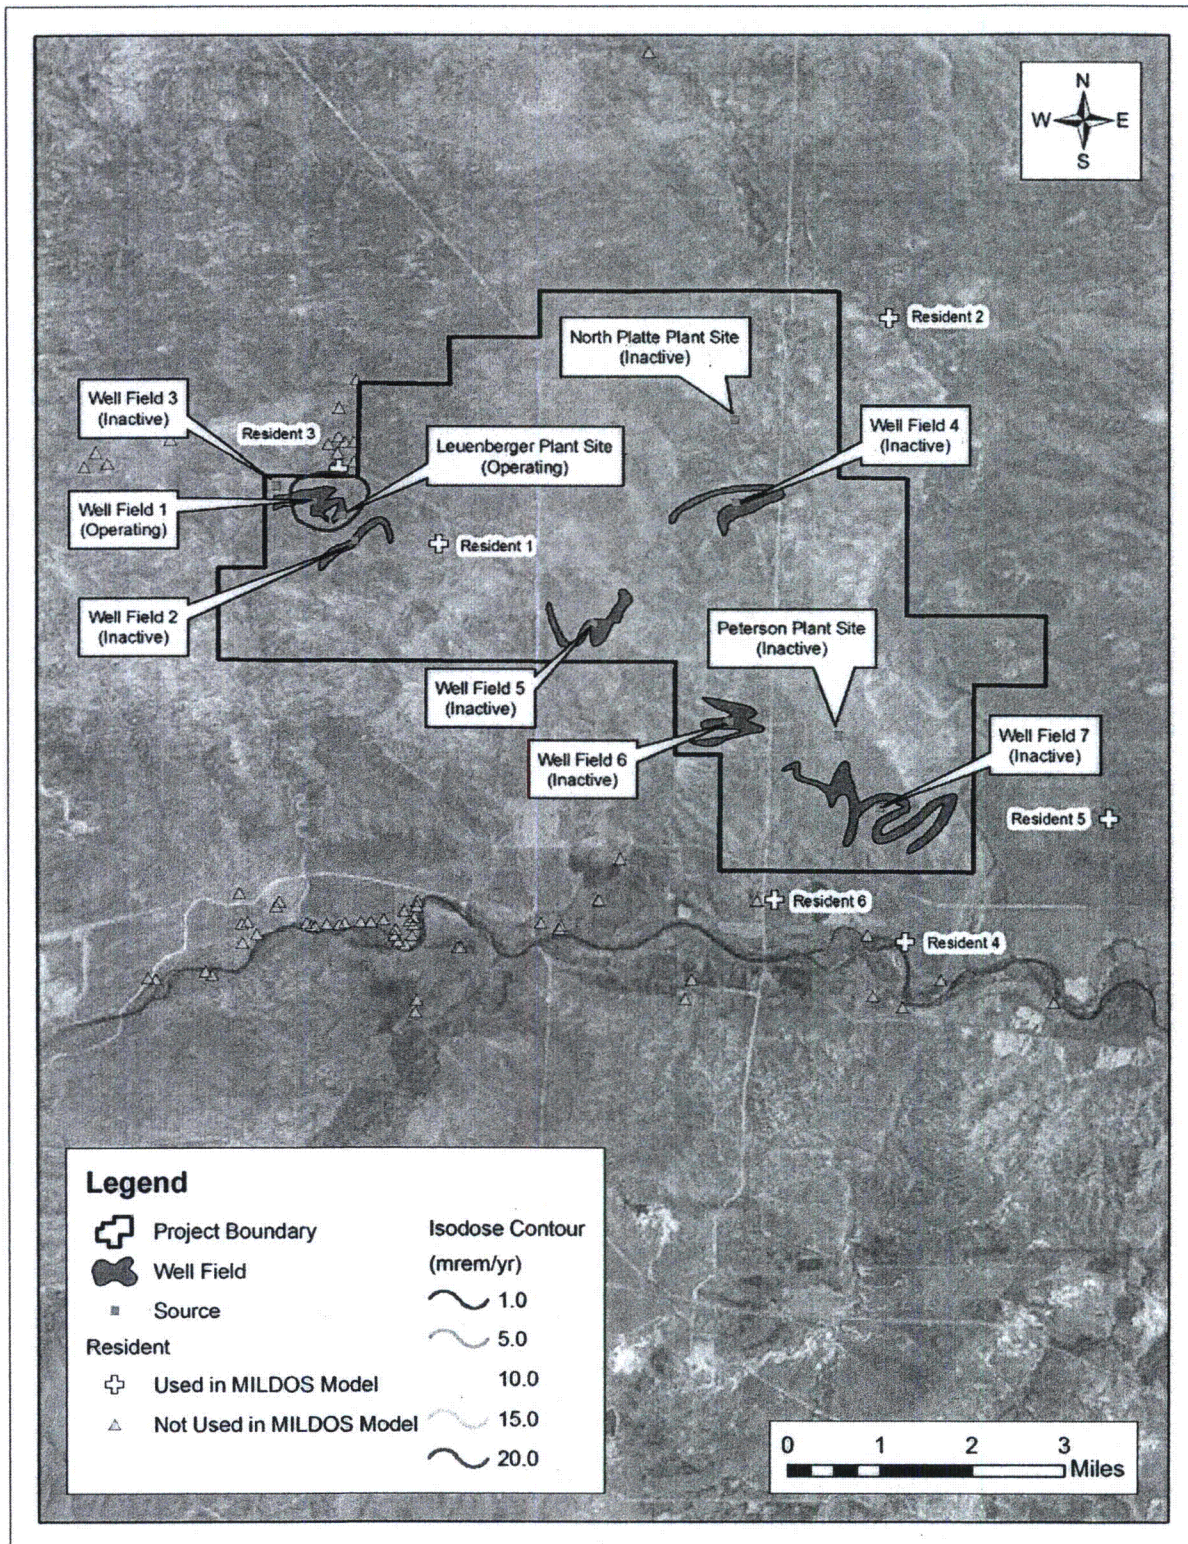 N
W E
S
Resident 2
North Platte Plant Site
(Inactive)
Well Field 3
(Inactive)
Resident 3
Leuenberger Plant Site
(Operating)
Well Field 4
(Inactive)
Well Field 1
(Operating)
Resident 1
Well Field 2
(Inactive)
Peterson Plant Site
(Inactive)
Well Field 5
(Inactive)
Well Field 6
(Inactive)
Well Field 7
(Inactive)
Resident 5
Resident 6
Resident 4
Legend
Project Boundary
Well Field
Source
Resident
Used in MILDOS Model
Not Used in MILDOS Model
Isodose Contour
(mrem/yr)
1.0
5.0
10.0
15.0
20.0
0 1 2 3
Miles